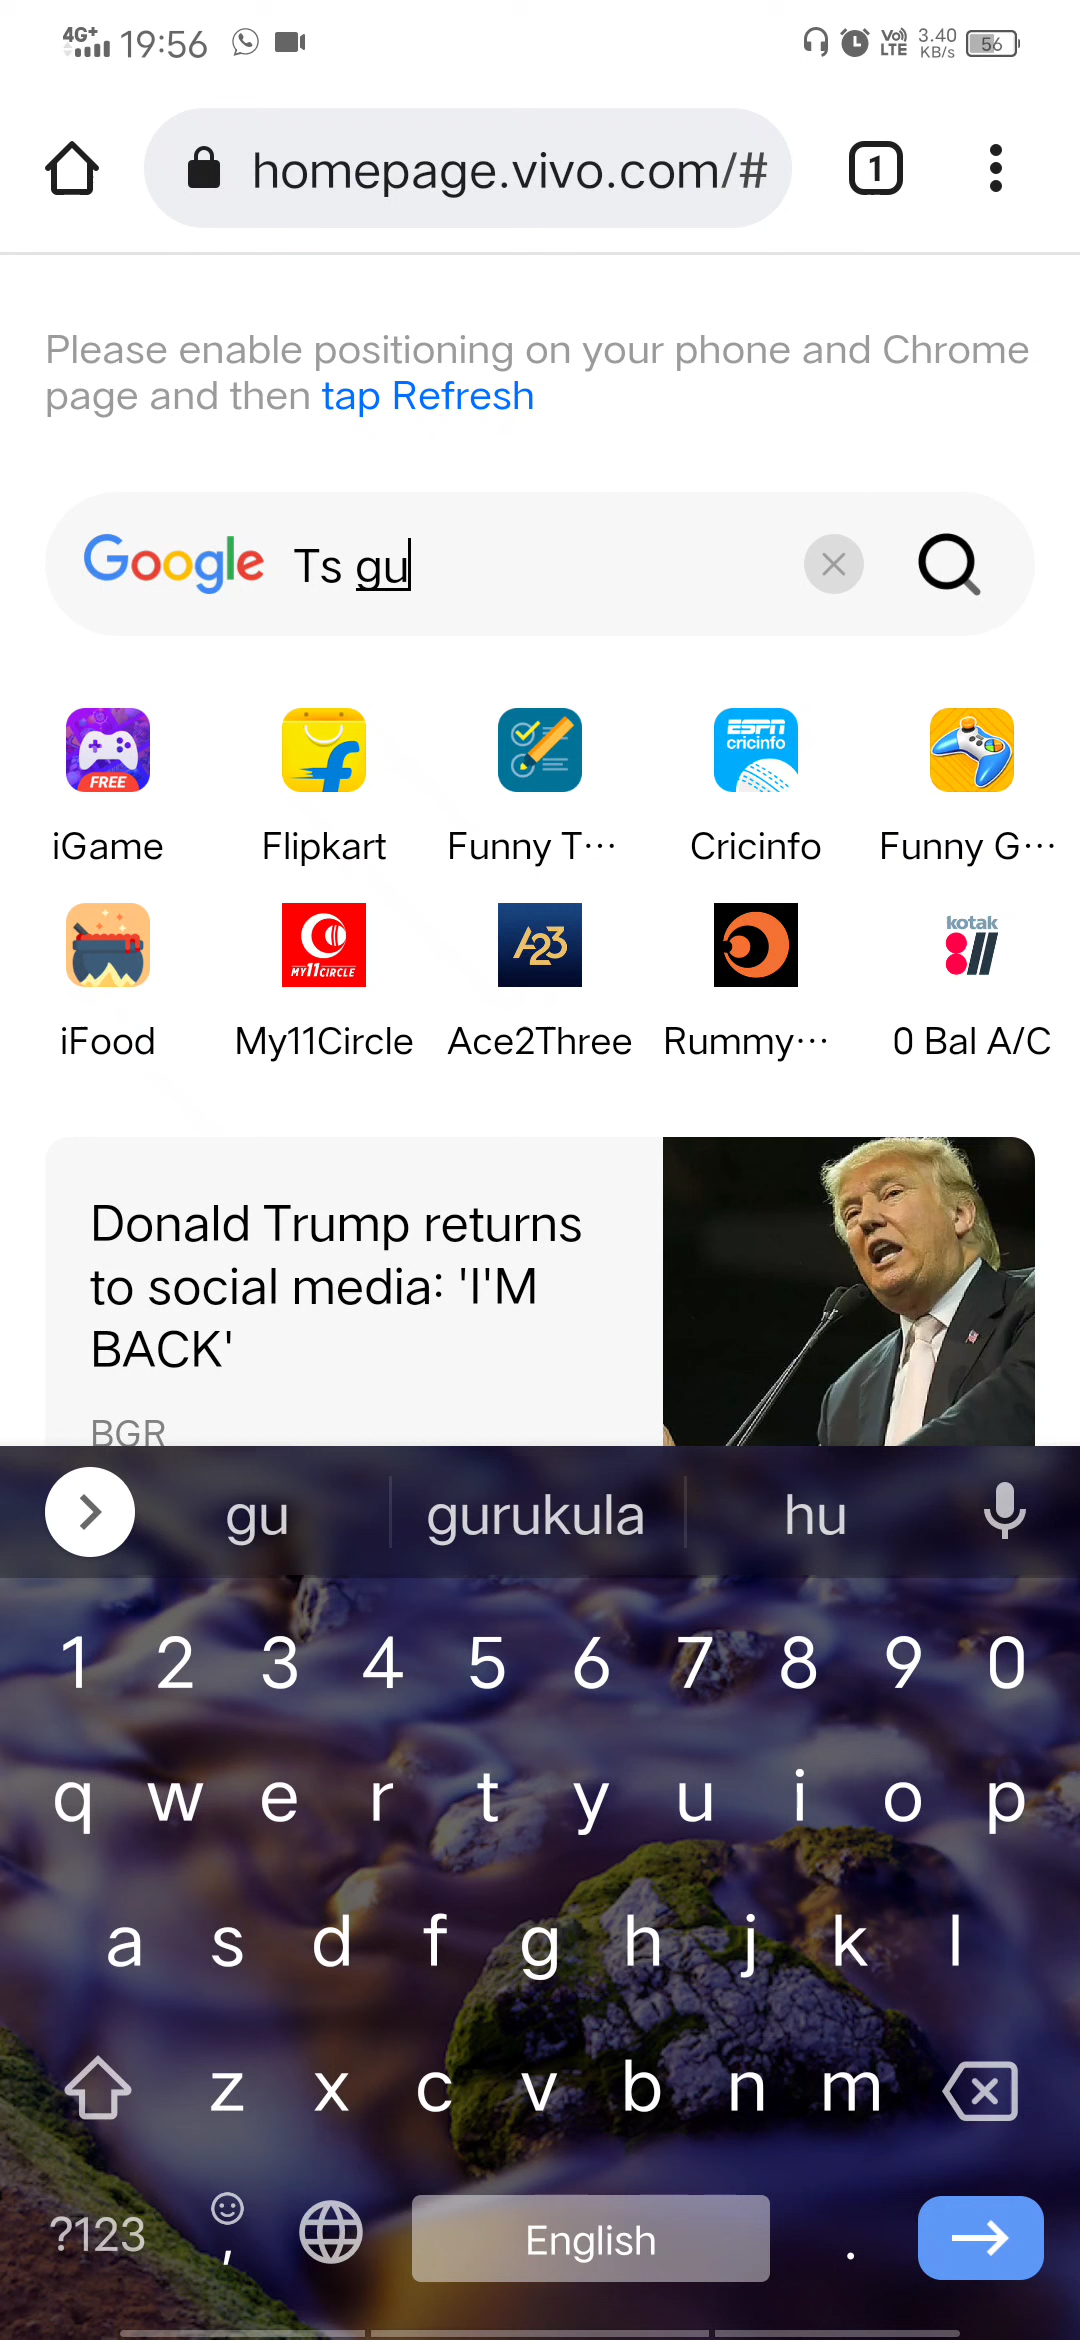 4G+ 19:56 Vo) LTE 3.40 KB/s 56
homepage.vivo.com/# 1
Please enable positioning on your phone and Chrome
page and then tap Refresh
Google Ts gu
FREE
ESPN cricinfo
iGame Flipkart Funny T··· Cricinfo Funny G···
MY11CIRCLE A23 kotak 811
iFood My11Circle Ace2Three Rummy··· 0 Bal A/C
Donald Trump returns
to social media: 'I'M
BACK'
BGR
gu gurukula hu
1 2 3 4 5 6 7 8 9 0
q w e r t y u i o p
a s d f g h j k l
z x c v b n m
?123 , English .